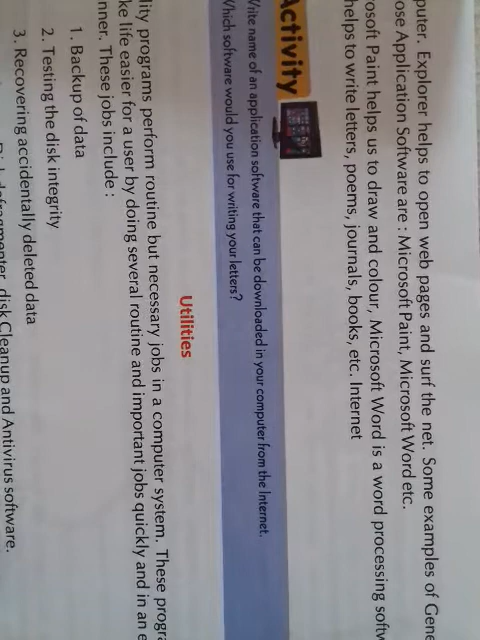 puter. Explorer helps to open web pages and surf the net. Some examples of Gen
ose Application Software are : Microsoft Paint, Microsoft Word etc.
rosoft Paint helps us to draw and colour, Microsoft Word is a word processing softw
helps to write letters, poems, journals, books, etc. Internet
Activity
Write name of an application software that can be downloaded in your computer from the Internet.
Which software would you use for writing your letters?
Utilities
lity programs perform routine but necessary jobs in a computer system. These progra
ke life easier for a user by doing several routine and important jobs quickly and in an e
nner. These jobs include :
1. Backup of data
2. Testing the disk integrity
3. Recovering accidentally deleted data
Disk defragmenter, disk Cleanup and Antivirus software.